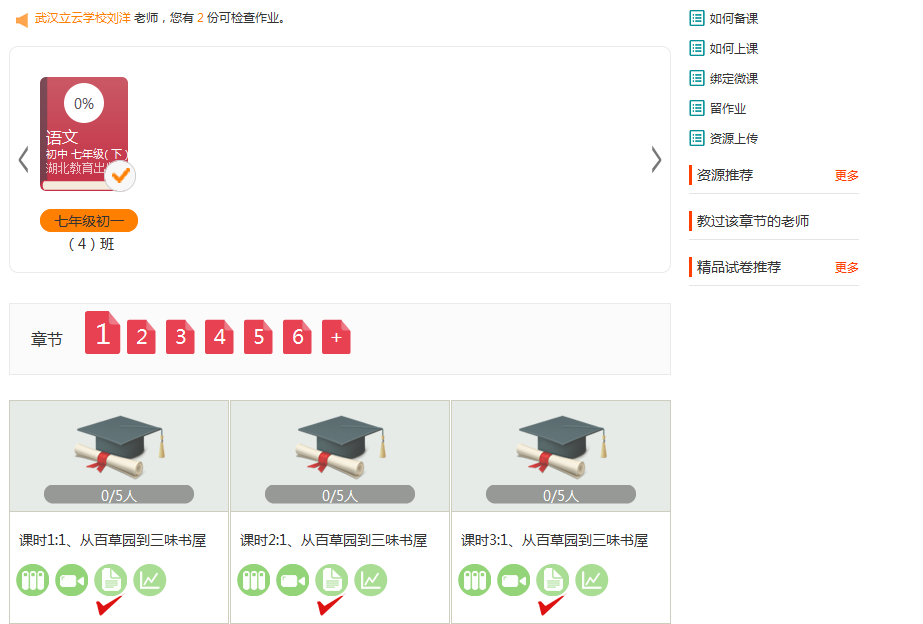 武汉立云学校刘洋 老师，您有 2 份可检查作业。
0%
语文
初中 七年级(下)
湖北教育出
七年级初一
（4）班
章节
1 2 3 4 5 6 +
0/5人
课时1:1、从百草园到三味书屋
0/5人
课时2:1、从百草园到三味书屋
0/5人
课时3:1、从百草园到三味书屋
如何备课
如何上课
绑定微课
留作业
资源上传
资源推荐 更多
教过该章节的老师
精品试卷推荐 更多